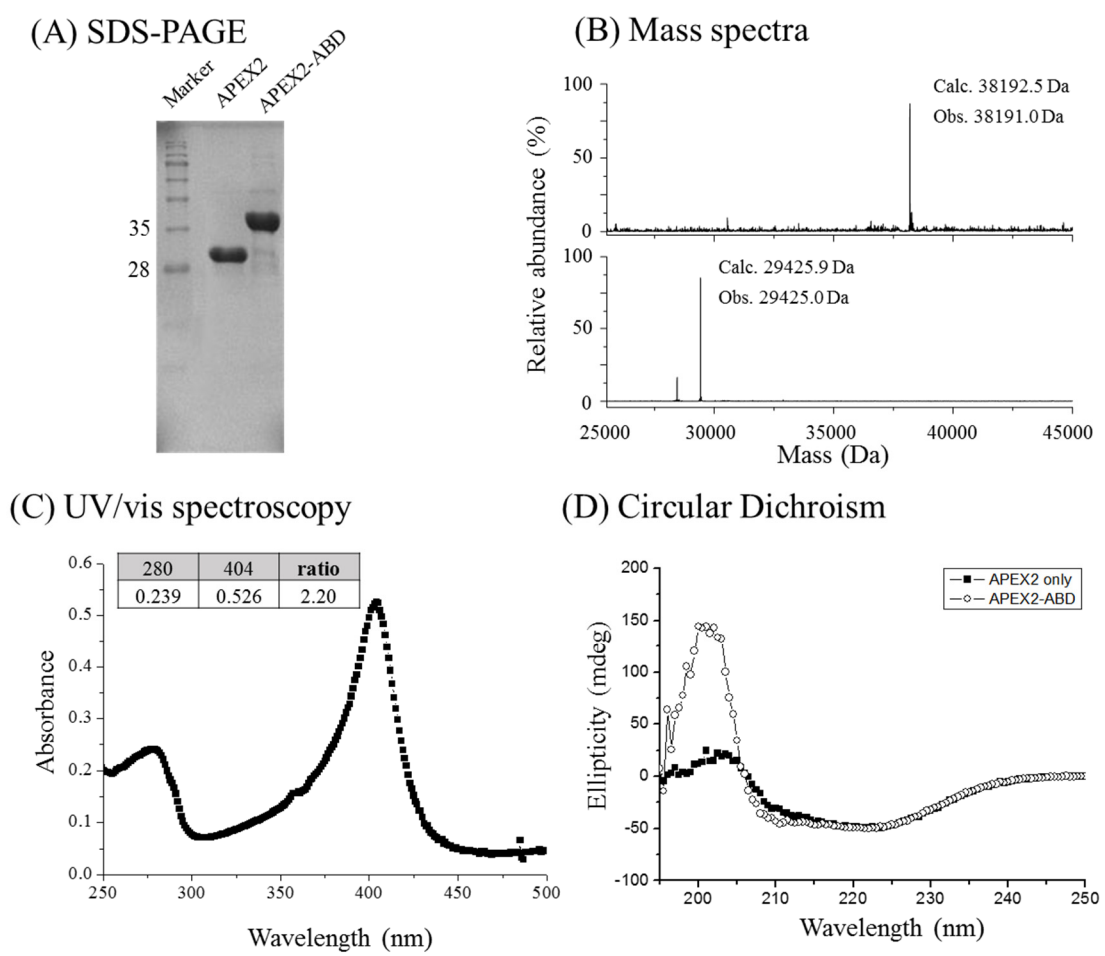 (A) SDS-PAGE
Marker
APEX2
APEX2-ABD
35
28
(B) Mass spectra
Relative abundance (%)
100
50
0
Calc. 38192.5 Da
Obs. 38191.0 Da
100
50
0
Calc. 29425.9 Da
Obs. 29425.0 Da
25000 30000 35000 40000 45000
Mass (Da)
(C) UV/vis spectroscopy
Absorbance
0.6
0.5
0.4
0.3
0.2
0.1
0.0
280 404 ratio
0.239 0.526 2.20
250 300 350 400 450 500
Wavelength (nm)
(D) Circular Dichroism
Ellipticity (mdeg)
200
150
100
50
0
-50
-100
APEX2 only
APEX2-ABD
200 210 220 230 240 250
Wavelength (nm)